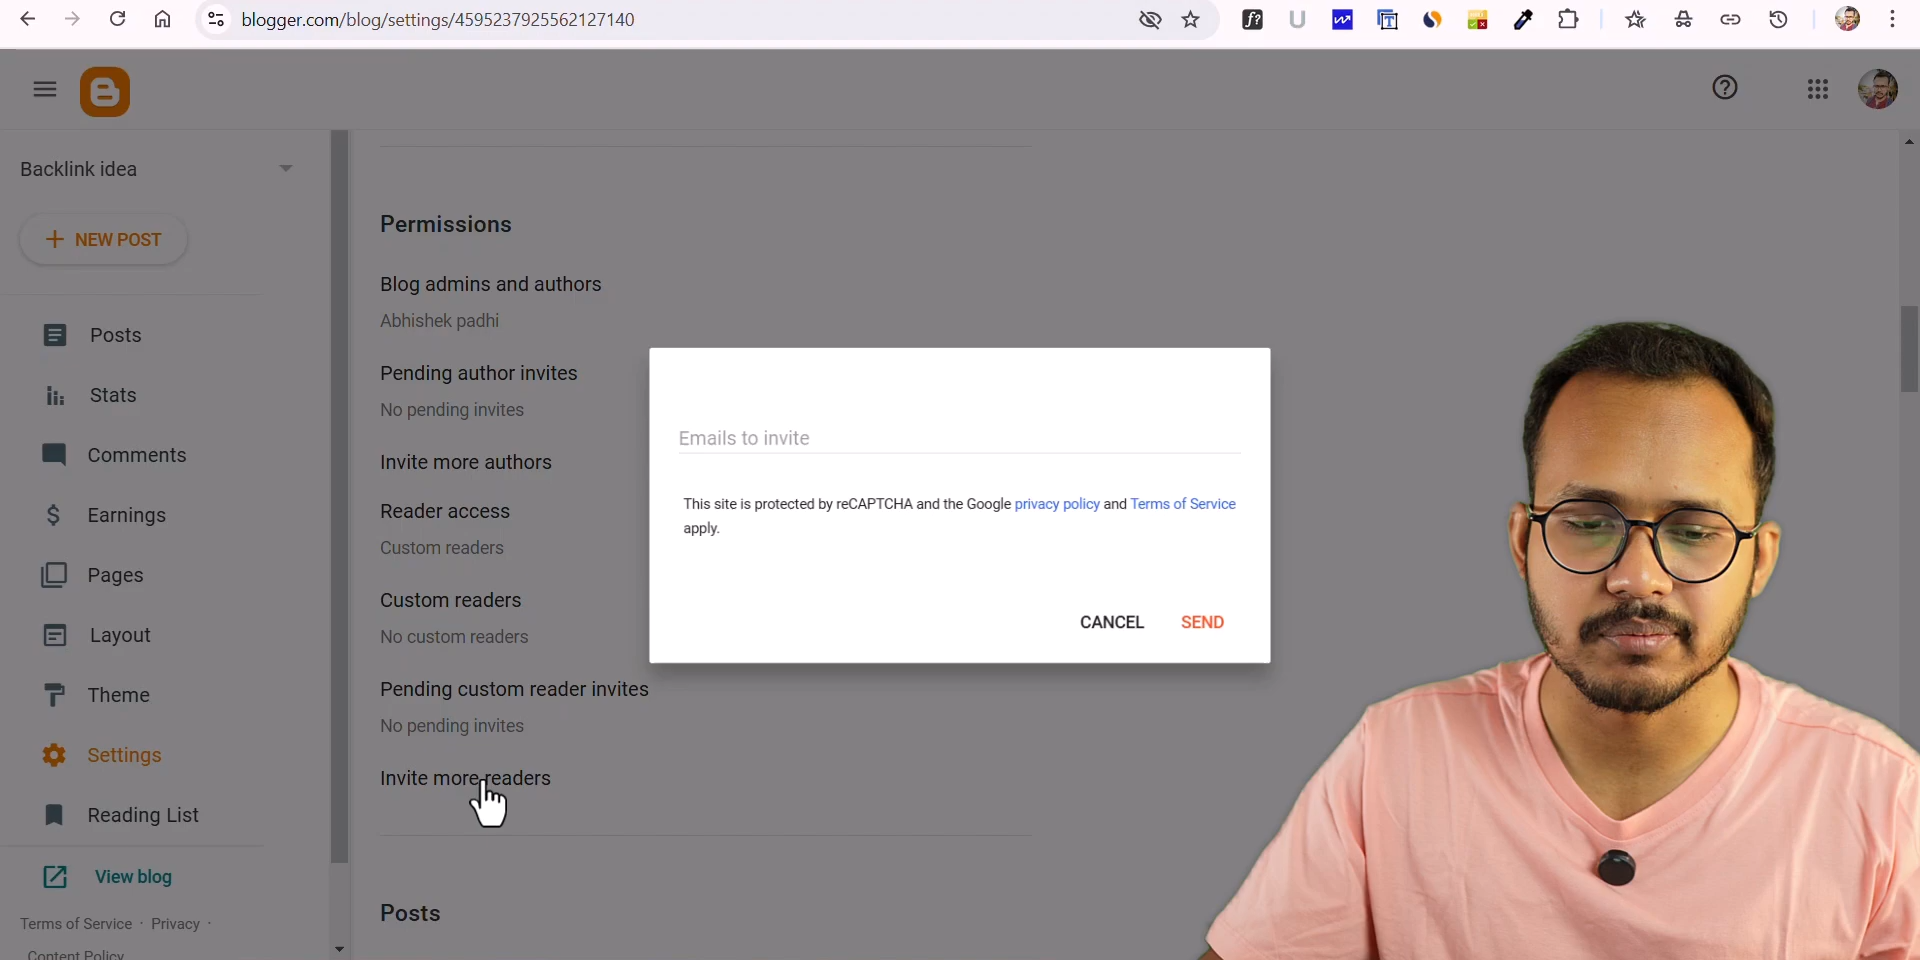 blogger.com/blog/settings/4595237925562127140
f?
U
T
Backlink idea
+ NEW POST
Posts
Stats
Comments
$ Earnings
Pages
Layout
Theme
Settings
Reading List
View blog
Terms of Service · Privacy ·
Content Policy
Permissions
Blog admins and authors
Abhishek padhi
Pending author invites
No pending invites
Invite more authors
Reader access
Custom readers
Custom readers
No custom readers
Pending custom reader invites
No pending invites
Invite more readers
Posts
Emails to invite
This site is protected by reCAPTCHA and the Google privacy policy and Terms of Service
apply.
CANCEL SEND